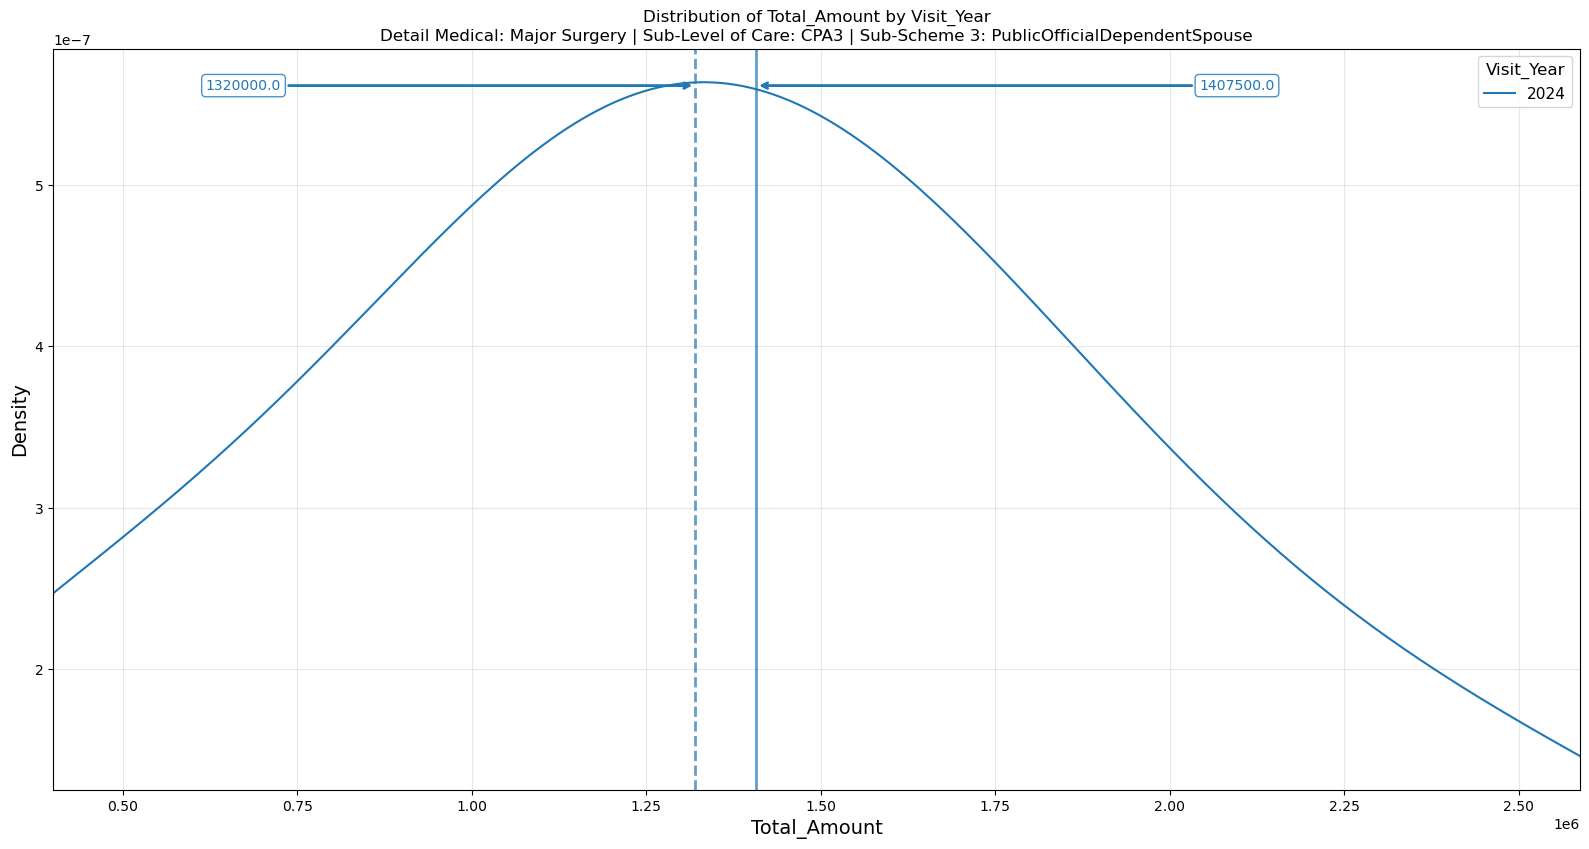 Distribution of Total_Amount by Visit_Year
Detail Medical: Major Surgery | Sub-Level of Care: CPA3 | Sub-Scheme 3: PublicOfficialDependentSpouse
1e−7
1320000.0
1407500.0
Visit_Year
2024
5
4
3
2
Density
0.50
0.75
1.00
1.25
1.50
1.75
2.00
2.25
2.50
1e6
Total_Amount